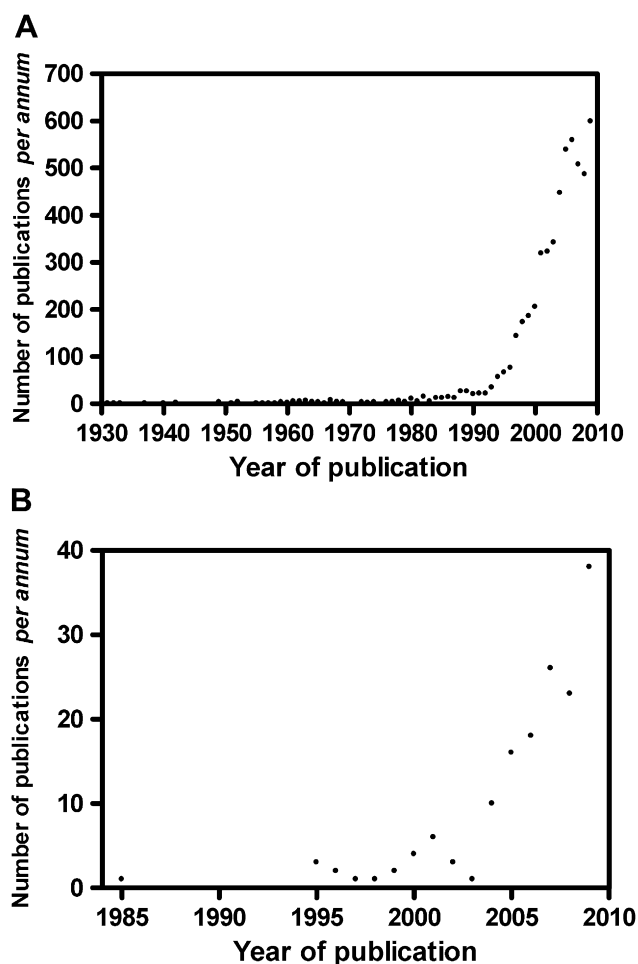 A
Number of publications per annum
700
600
500
400
300
200
100
0
1930 1940 1950 1960 1970 1980 1990 2000 2010
Year of publication
B
Number of publications per annum
40
30
20
10
0
1985 1990 1995 2000 2005 2010
Year of publication